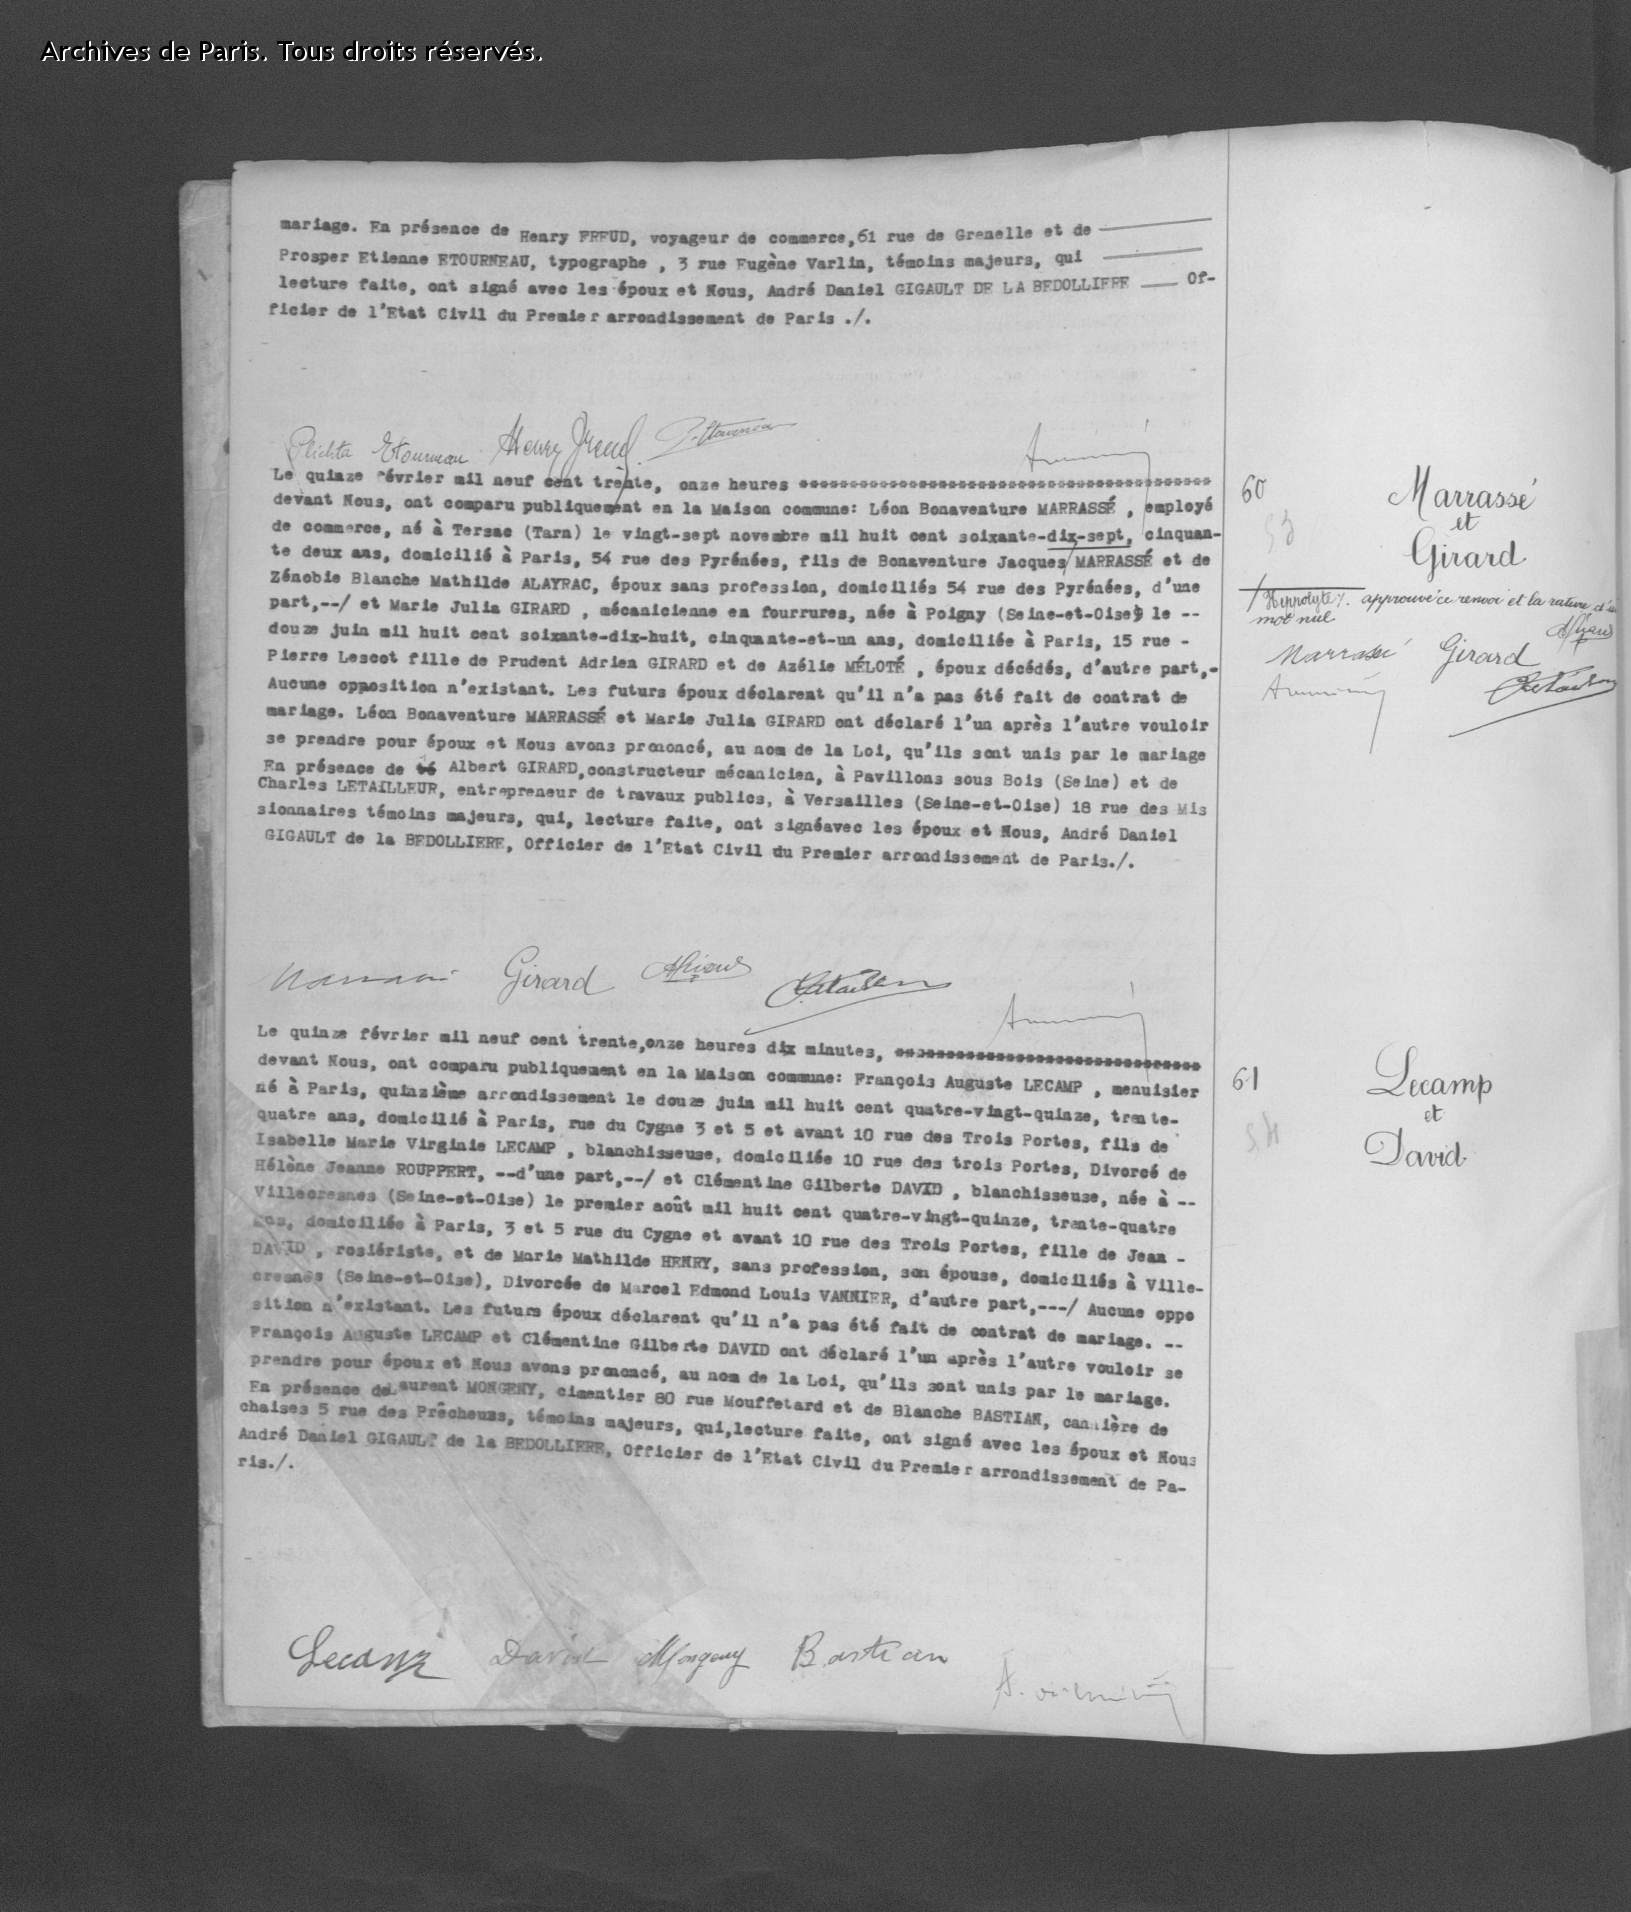 Archives de Paris. Tous droits réservés.
mariage. En présence de Henry FREUD, voyageur de commerce,61 rue de Grenelle et de
Prosper Etienne ETOURNEAU, typographe , 3 rue Eugène Varlin, témoins majeurs, qui
lecture faite, ont signé avec les époux et Nous, André Daniel GIGAULT DE LA BEDOLLIERE Of-
ficier de l'Etat Civil du Premier arrondissement de Paris ./.
Plichta Etourneau Henry Freud
60
Marrassé
et
Girard
Le quinze février mil neuf cent trente, onze heures
devant Nous, ont comparu publiquement en la Maison commune: Léon Bonaventure MARRASSÉ , employé
de commerce, né à Tersac (Tarn) le vingt-sept novembre mil huit cent soixante-dix-sept, cinquan-
te deux ans, domicilié à Paris, 54 rue des Pyrénées, fils de Bonaventure Jacques/ MARRASSÉ et de
Zénobie Blanche Mathilde ALAYRAC, époux sans profession, domiciliés 54 rue des Pyrénées, d'une
part,--/ et Marie Julia GIRARD , mécanicienne en fourrures, née à Poigny (Seine-et-Oise) le --
douze juin mil huit cent soixante-dix-huit, cinquante-et-un ans, domiciliée à Paris, 15 rue -
Pierre Lescot fille de Prudent Adrien GIRARD et de Azélie MÉLOTÉ , époux décédés, d'autre part,-
Aucune opposition n'existant. Les futurs époux déclarent qu'il n'a pas été fait de contrat de
mariage. Léon Bonaventure MARRASSÉ et Marie Julia GIRARD ont déclaré l'un après l'autre vouloir
se prendre pour époux et Nous avons prononcé, au nom de la Loi, qu'ils sont unis par le mariage
En présence de Albert GIRARD,constructeur mécanicien, à Pavillons sous Bois (Seine) et de
Charles LETAILLEUR, entrepreneur de travaux publics, à Versailles (Seine-et-Oise) 18 rue des Mis
sionnaires témoins majeurs, qui, lecture faite, ont signéavec les époux et Nous, André Daniel
GIGAULT de la BEDOLLIERE, Officier de l'Etat Civil du Premier arrondissement de Paris./.
/ Hippolyte /. approuvé ce renvoi et la rature d'un
mot nul
Marrassé Girard
Marrassé Girard
61
Lecamp
et
David
Le quinze février mil neuf cent trente,onze heures dix minutes,
devant Nous, ont comparu publiquement en la Maison commune: François Auguste LECAMP , menuisier
né à Paris, quinzième arrondissement le douze juin mil huit cent quatre-vingt-quinze, trente-
quatre ans, domicilié à Paris, rue du Cygne 3 et 5 et avant 10 rue des Trois Portes, fils de
Isabelle Marie Virginie LECAMP , blanchisseuse, domiciliée 10 rue des trois Portes, Divorcé de
Hélène Jeanne ROUPPERT, --d'une part,--/ et Clémentine Gilberte DAVID , blanchisseuse, née à --
Villecresnes (Seine-et-Oise) le premier août mil huit cent quatre-vingt-quinze, trente-quatre
ans, domiciliée à Paris, 3 et 5 rue du Cygne et avant 10 rue des Trois Portes, fille de Jean -
DAVID , rosiériste, et de Marie Mathilde HENRY, sans profession, son épouse, domiciliés à Ville-
cresnes (Seine-et-Oise), Divorcée de Marcel Edmond Louis VANNIER, d'autre part,---/ Aucune oppo
sition n'existant. Les futurs époux déclarent qu'il n'a pas été fait de contrat de mariage. --
François Auguste LECAMP et Clémentine Gilberte DAVID ont déclaré l'un après l'autre vouloir se
prendre pour époux et Nous avons prononcé, au nom de la Loi, qu'ils sont unis par le mariage.
En présence deLaurent MONGENY, cimentier 80 rue Mouffetard et de Blanche BASTIAN, cannière de
chaises 5 rue des Prêcheurs, témoins majeurs, qui,lecture faite, ont signé avec les époux et Nous
André Daniel GIGAULT de la BEDOLLIERE, Officier de l'Etat Civil du Premier arrondissement de Pa-
ris./.
Lecamp David Mongeny Bastian